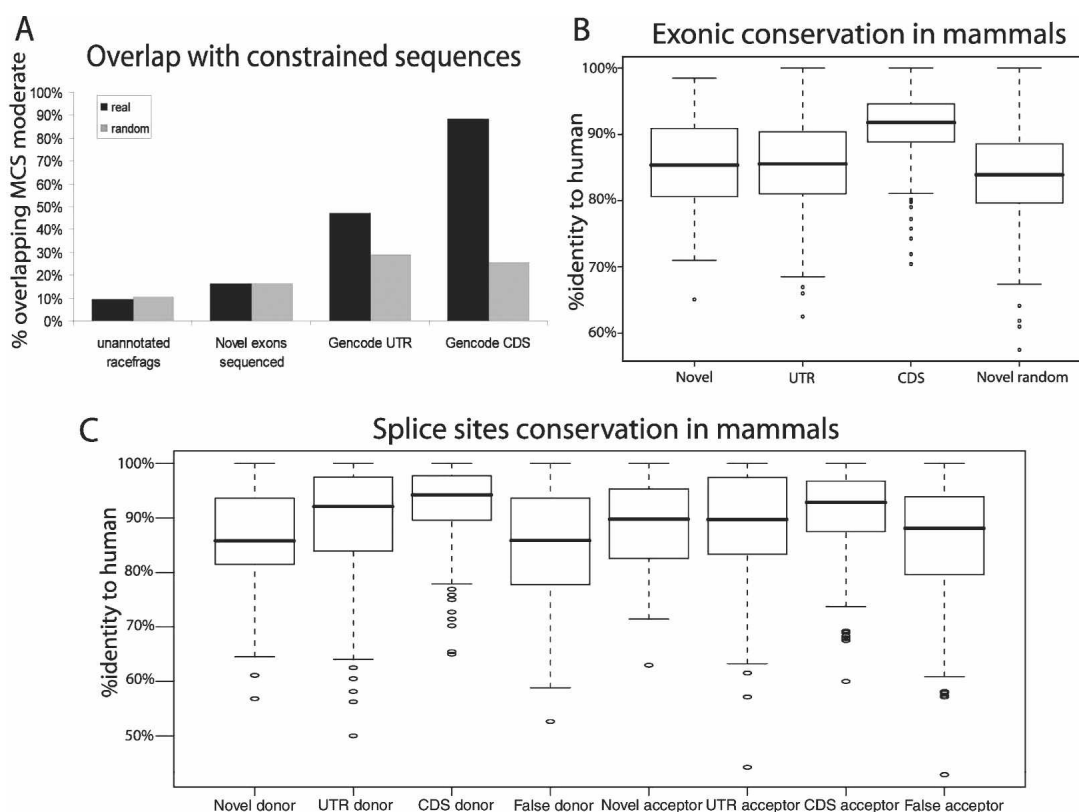 A
Overlap with constrained sequences
% overlapping MCS moderate
100%
90%
80%
70%
60%
50%
40%
30%
20%
10%
0%
real
random
unannotated racefrags
Novel exons sequenced
Gencode UTR
Gencode CDS
B
Exonic conservation in mammals
%identity to human
100%
90%
80%
70%
60%
Novel
UTR
CDS
Novel random
C
Splice sites conservation in mammals
%identity to human
100%
90%
80%
70%
60%
50%
Novel donor
UTR donor
CDS donor
False donor
Novel acceptor
UTR acceptor
CDS acceptor
False acceptor